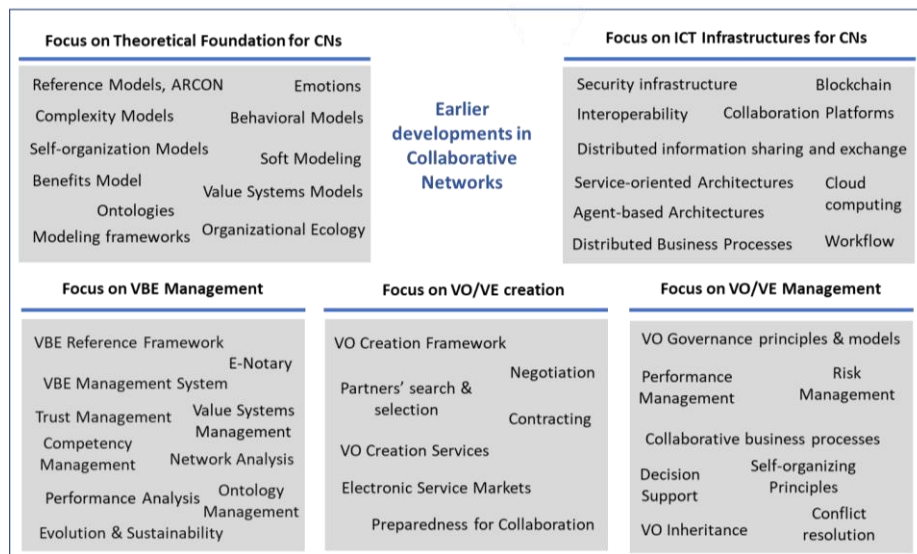 Focus on Theoretical Foundation for CNs
Reference Models, ARCON
Emotions
Complexity Models
Behavioral Models
Self-organization Models
Soft Modeling
Benefits Model
Value Systems Models
Ontologies
Organizational Ecology
Modeling frameworks
Earlier
developments in
Collaborative
Networks
Focus on ICT Infrastructures for CNs
Security infrastructure
Blockchain
Interoperability
Collaboration Platforms
Distributed information sharing and exchange
Service-oriented Architectures
Cloud
computing
Agent-based Architectures
Distributed Business Processes
Workflow
Focus on VBE Management
VBE Reference Framework
E-Notary
VBE Management System
Trust Management
Value Systems
Management
Competency
Management
Network Analysis
Performance Analysis
Ontology
Management
Evolution & Sustainability
Focus on VO/VE creation
VO Creation Framework
Negotiation
Partners' search &
selection
Contracting
VO Creation Services
Electronic Service Markets
Preparedness for Collaboration
Focus on VO/VE Management
VO Governance principles & models
Performance
Management
Risk
Management
Collaborative business processes
Decision
Support
Self-organizing
Principles
VO Inheritance
Conflict
resolution